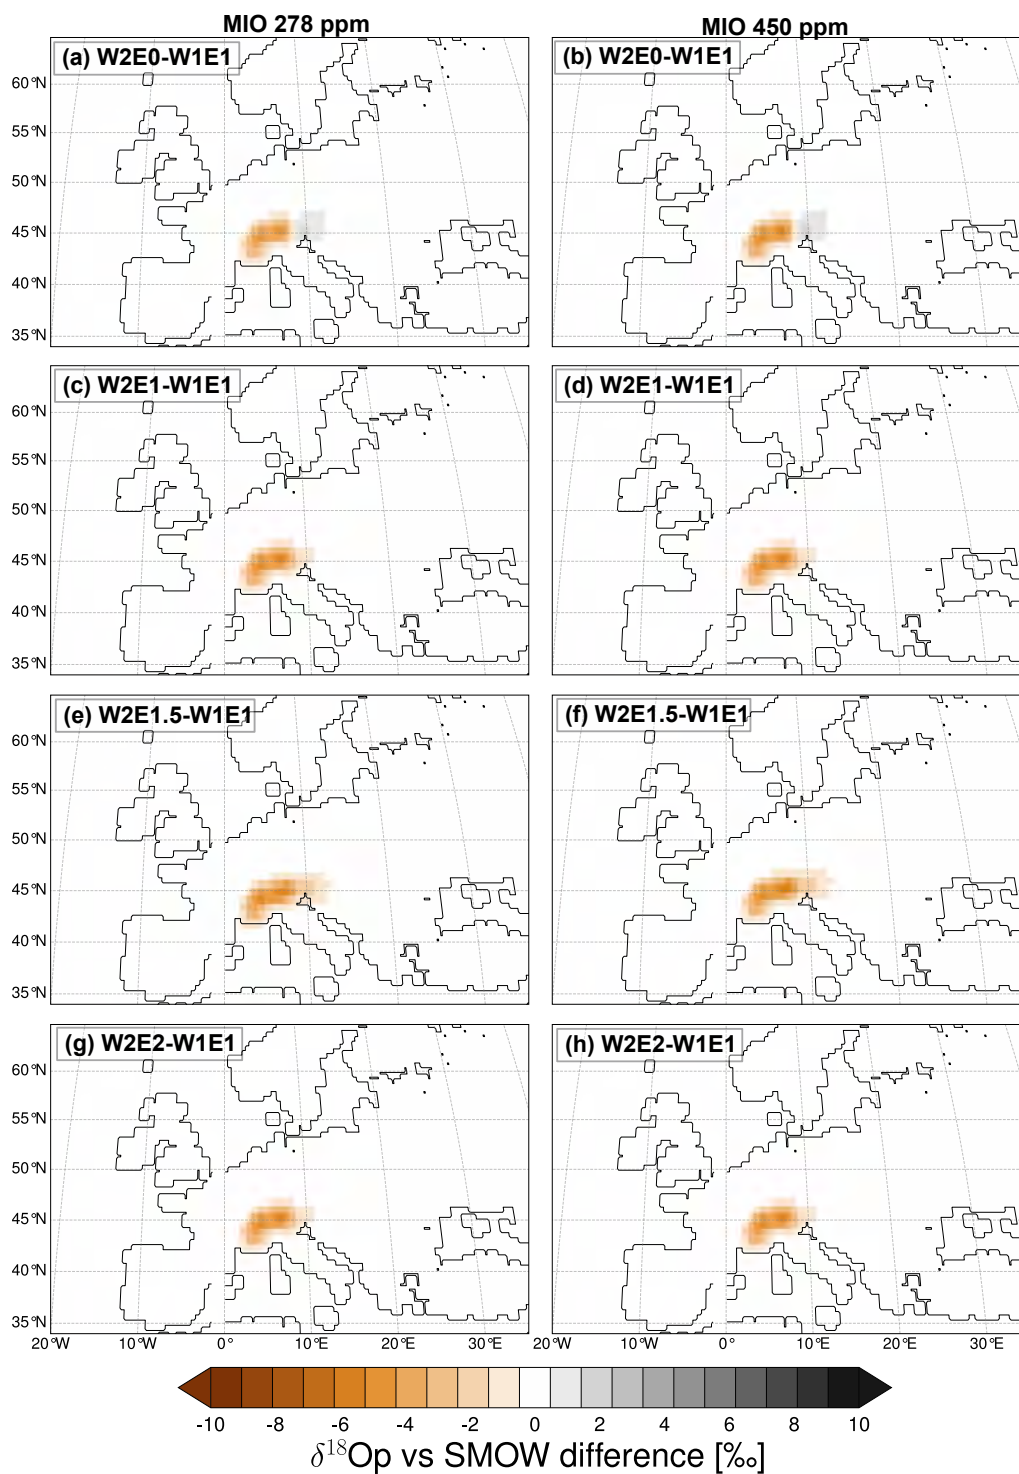 MIO 278 ppm
MIO 450 ppm
(a) W2E0-W1E1
(b) W2E0-W1E1
60°N
55°N
50°N
45°N
40°N
35°N
(c) W2E1-W1E1
(d) W2E1-W1E1
60°N
55°N
50°N
45°N
40°N
35°N
(e) W2E1.5-W1E1
(f) W2E1.5-W1E1
60°N
55°N
50°N
45°N
40°N
35°N
(g) W2E2-W1E1
(h) W2E2-W1E1
60°N
55°N
50°N
45°N
40°N
35°N
20°W 10°W 0° 10°E 20°E 30°E
20°W 10°W 0° 10°E 20°E 30°E
-10 -8 -6 -4 -2 0 2 4 6 8 10
δ¹⁸Op vs SMOW difference [‰]